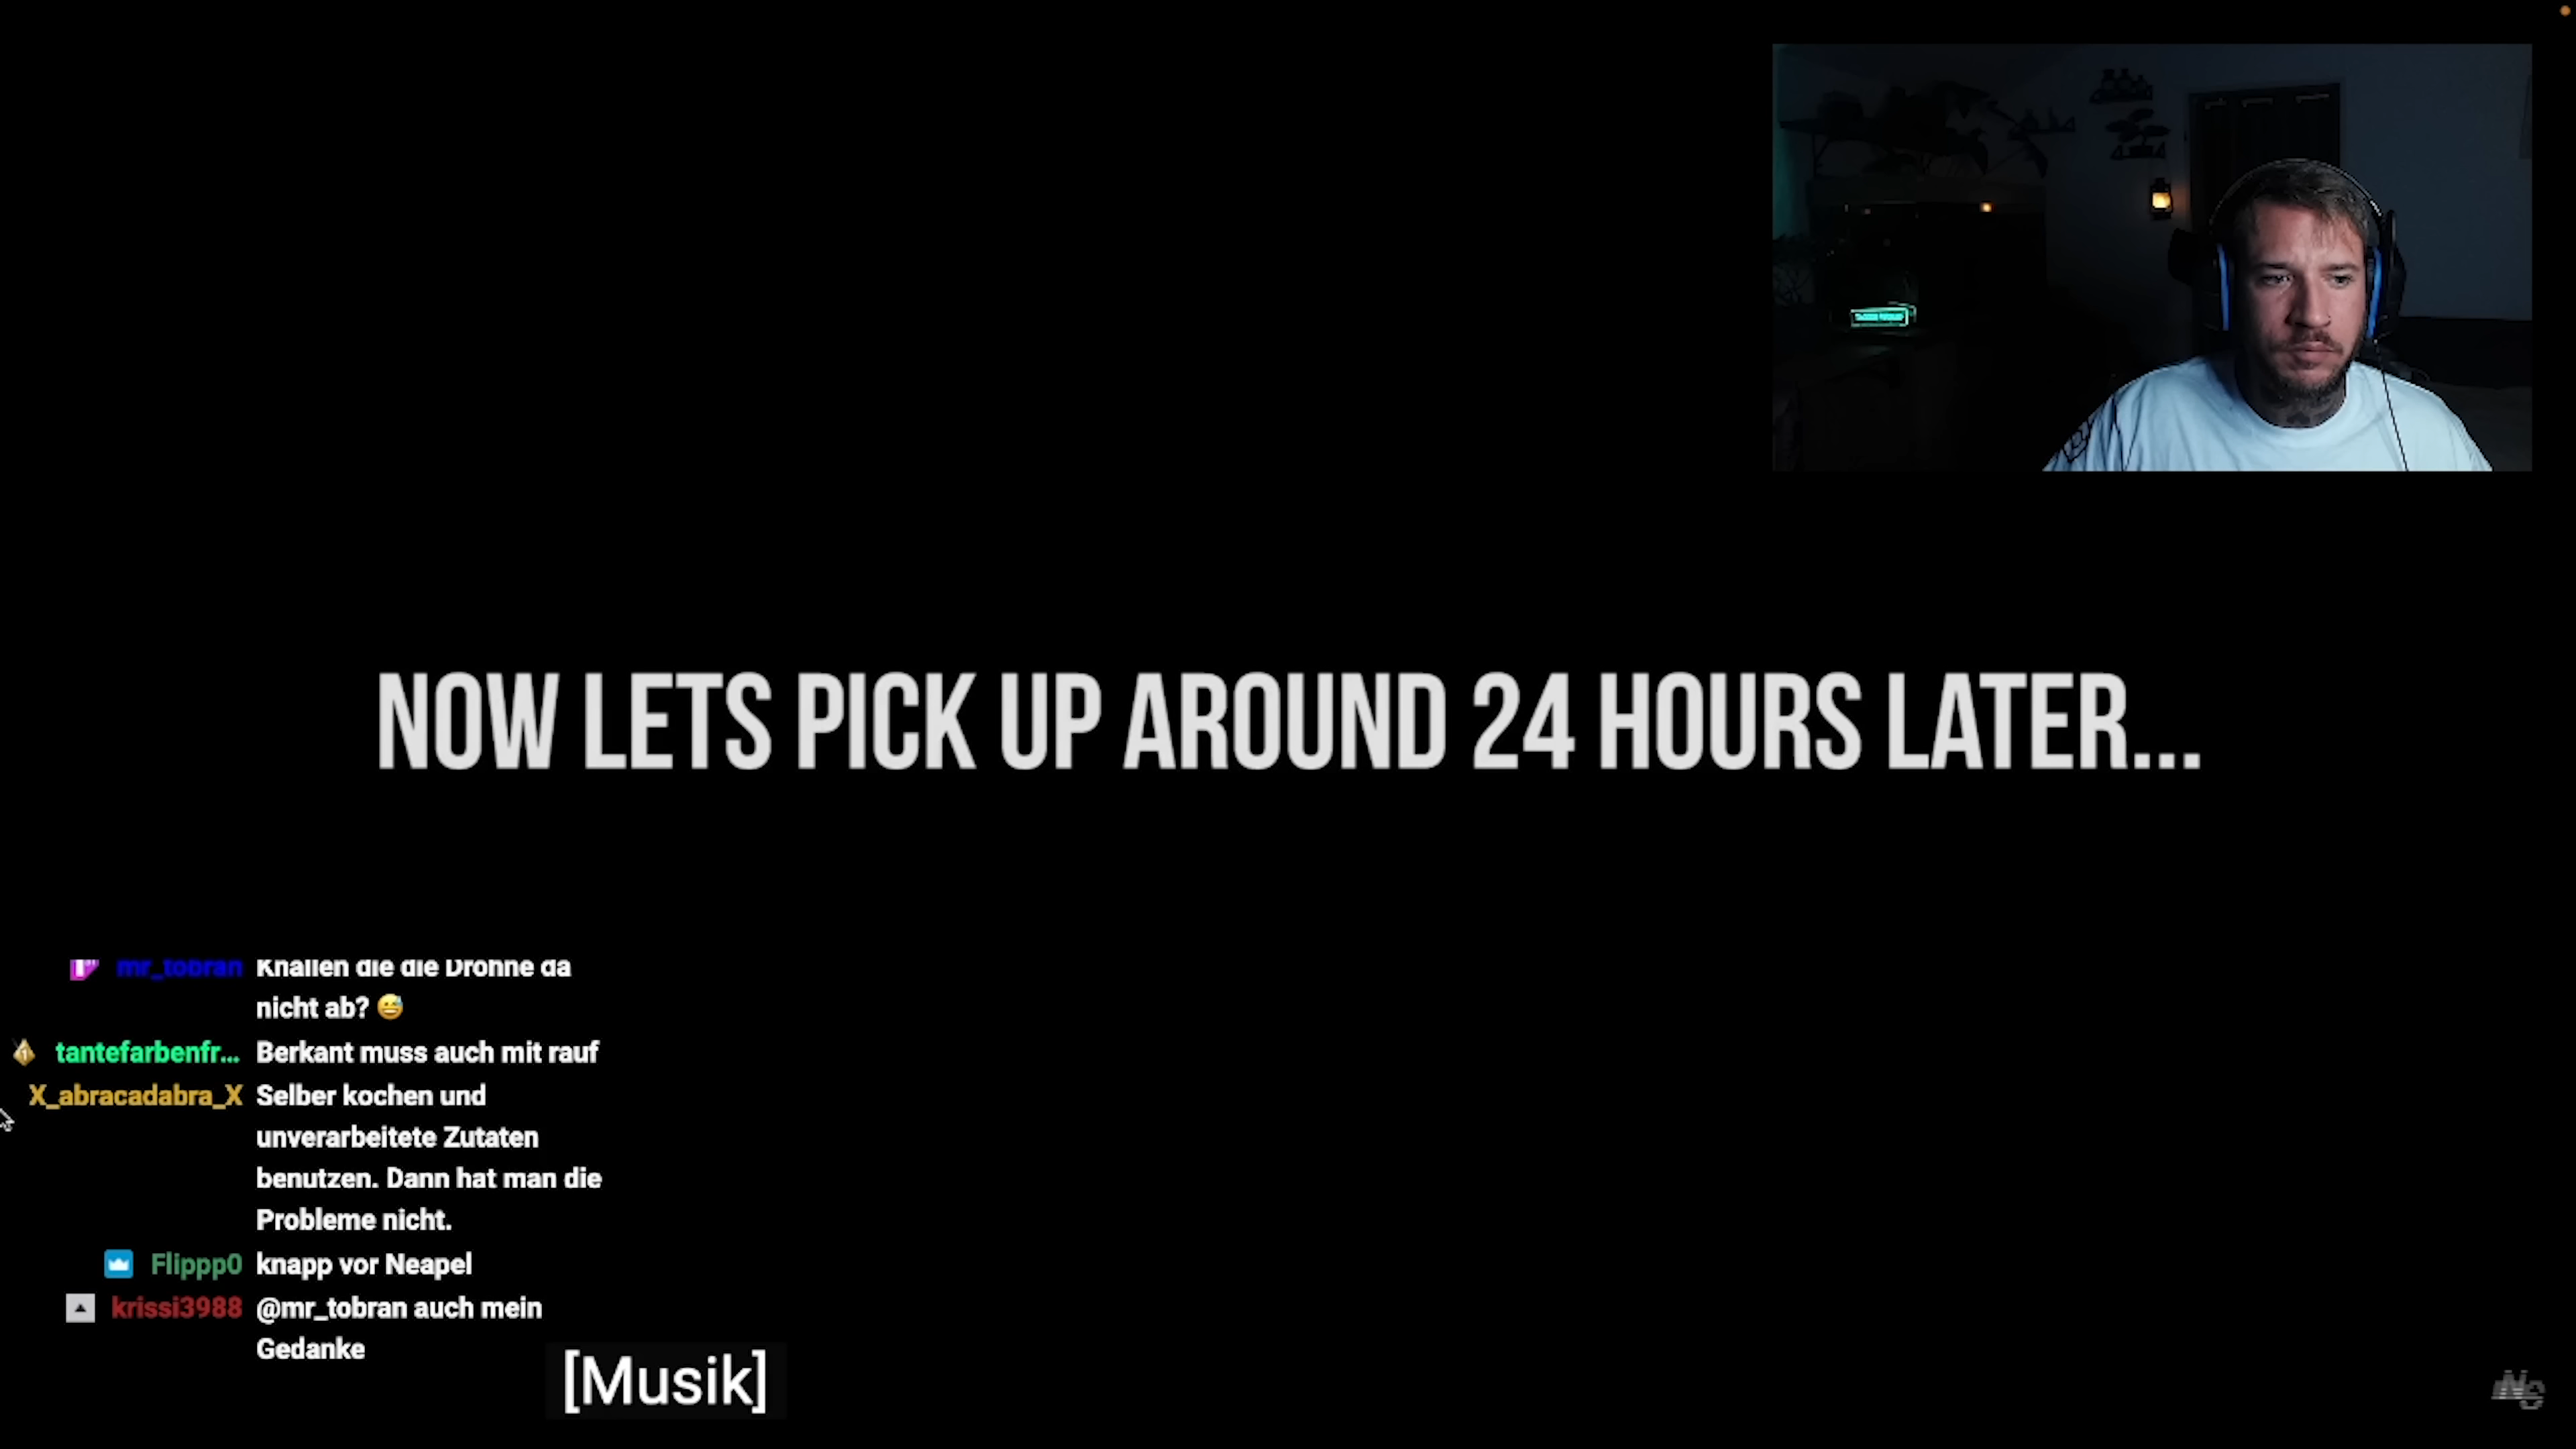 NOW LETS PICK UP AROUND 24 HOURS LATER...
mr_tobran Knallen die die Drohne da
nicht ab? 😅
tantefarbenfr... Berkant muss auch mit rauf
X_abracadabra_X Selber kochen und
unverarbeitete Zutaten
benutzen. Dann hat man die
Probleme nicht.
Flippp0 knapp vor Neapel
krissi3988 @mr_tobran auch mein
Gedanke
[Musik]